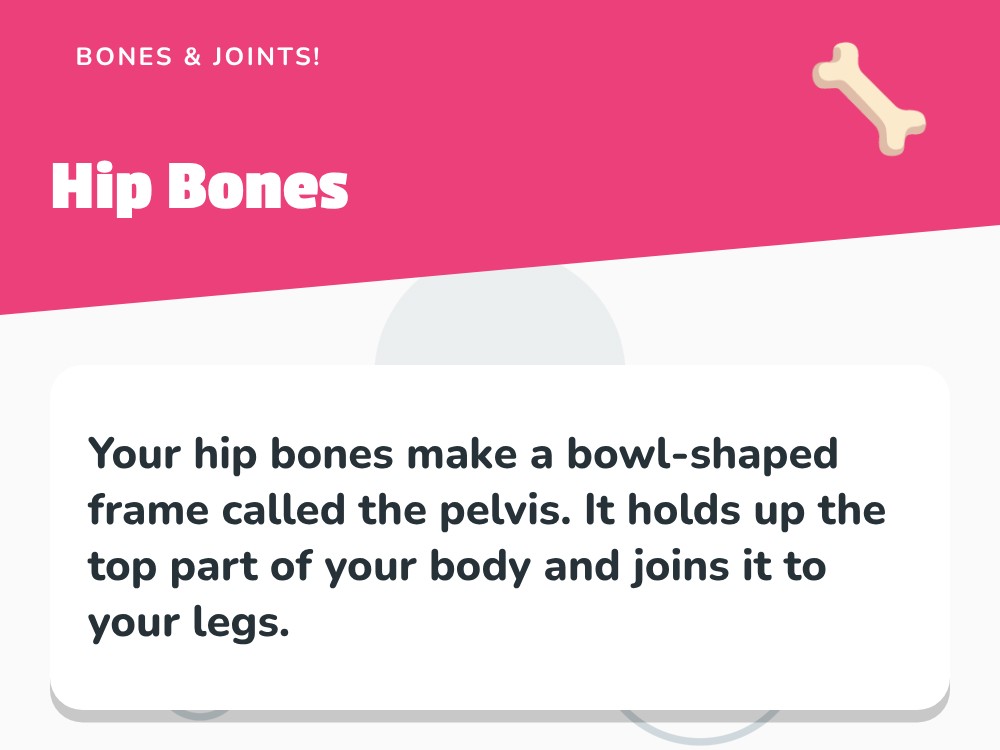 BONES & JOINTS!
Hip Bones
Your hip bones make a bowl-shaped
frame called the pelvis. It holds up the
top part of your body and joins it to
your legs.